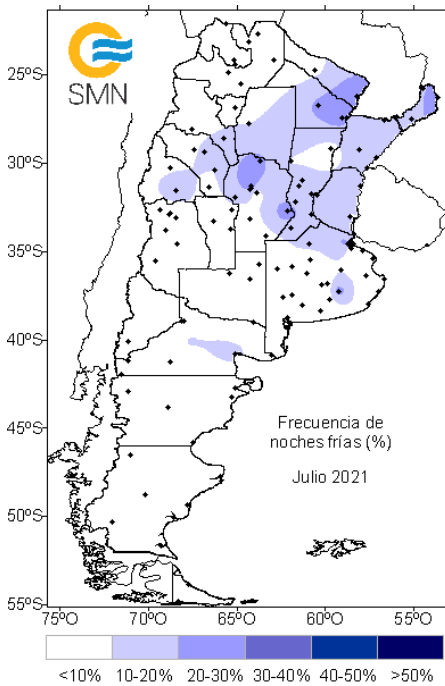 SMN
25ºS
30ºS
35ºS
40ºS
45ºS
50ºS
55ºS
Frecuencia de
noches frías (%)
Julio 2021
75ºO 70ºO 65ºO 60ºO 55ºO
<10% 10-20% 20-30% 30-40% 40-50% >50%